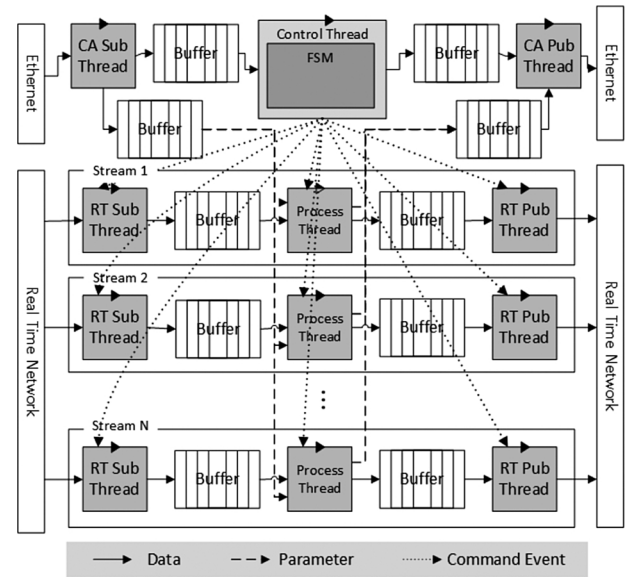 Ethernet
CA Sub
Thread
Buffer
Control Thread
FSM
Buffer
CA Pub
Thread
Ethernet
Buffer
Buffer
Real Time Network
Stream 1
RT Sub
Thread
Buffer
Process
Thread
Buffer
RT Pub
Thread
Real Time Network
Stream 2
RT Sub
Thread
Buffer
Process
Thread
Buffer
RT Pub
Thread
...
Stream N
RT Sub
Thread
Buffer
Process
Thread
Buffer
RT Pub
Thread
Data
Parameter
Command Event